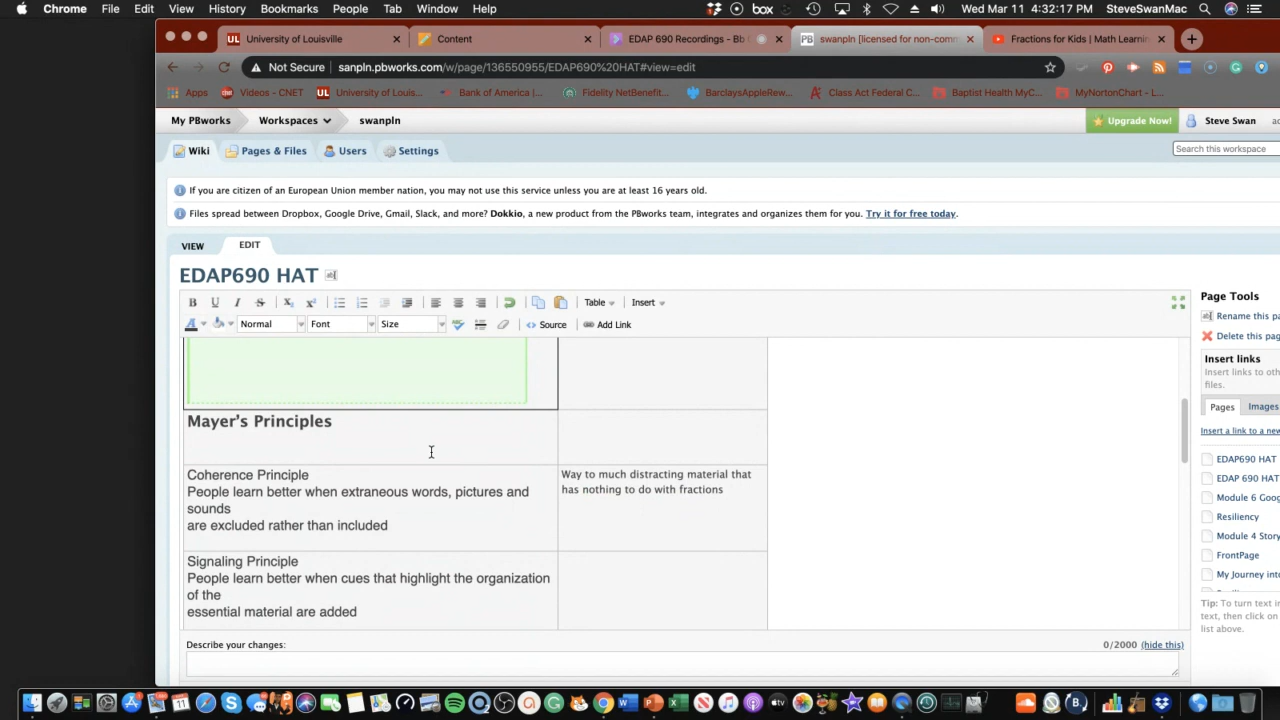 Chrome File Edit View History Bookmarks People Tab Window Help box Wed Mar 11 4:32:17 PM SteveSwanMac
UL University of Louisville Content EDAP 690 Recordings - Bb PB swanpln [licensed for non-comm Fractions for Kids | Math Learnin
Not Secure sanpln.pbworks.com/w/page/136550955/EDAP690%20HAT#view=edit
Apps Videos - CNET UL University of Louis... Bank of America |... Fidelity NetBenefit... BarclaysAppleRew... Class Act Federal C... Baptist Health MyC... MyNortonChart - L...
My PBworks Workspaces swanpln Upgrade Now! Steve Swan
Wiki Pages & Files Users Settings Search this workspace
If you are citizen of an European Union member nation, you may not use this service unless you are at least 16 years old.
Files spread between Dropbox, Google Drive, Gmail, Slack, and more? Dokkio, a new product from the PBworks team, integrates and organizes them for you. Try it for free today.
VIEW EDIT
EDAP690 HAT
B U I S Table Insert
Normal Font Size Source Add Link
Mayer's Principles
Coherence Principle
People learn better when extraneous words, pictures and
sounds
are excluded rather than included
Way to much distracting material that
has nothing to do with fractions
Signaling Principle
People learn better when cues that highlight the organization
of the
essential material are added
Describe your changes: 0/2000 (hide this)
Page Tools
Rename this pa
Delete this pag
Insert links
Insert links to oth
files.
Pages Images
Insert a link to a new
EDAP690 HAT
EDAP 690 HAT
Module 6 Goog
Resiliency
Module 4 Story
FrontPage
My Journey into
Tip: To turn text in
text, then click on
list above.